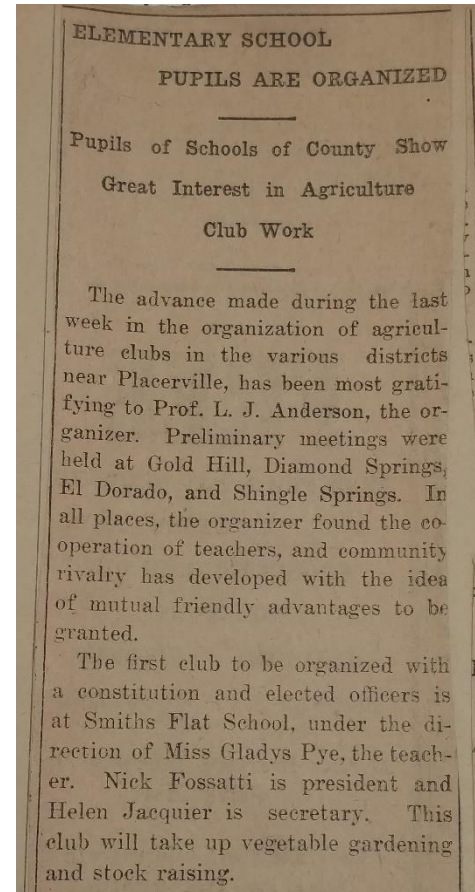 ELEMENTARY SCHOOL
PUPILS ARE ORGANIZED
Pupils of Schools of County Show
Great Interest in Agriculture
Club Work
The advance made during the last
week in the organization of agricul-
ture clubs in the various districts
near Placerville, has been most grati-
fying to Prof. L. J. Anderson, the or-
ganizer. Preliminary meetings were
held at Gold Hill, Diamond Springs,
El Dorado, and Shingle Springs. In
all places, the organizer found the co-
operation of teachers, and community
rivalry has developed with the idea
of mutual friendly advantages to be
granted.
The first club to be organized with
a constitution and elected officers is
at Smiths Flat School, under the di-
rection of Miss Gladys Pye, the teach-
er. Nick Fossatti is president and
Helen Jacquier is secretary. This
club will take up vegetable gardening
and stock raising.